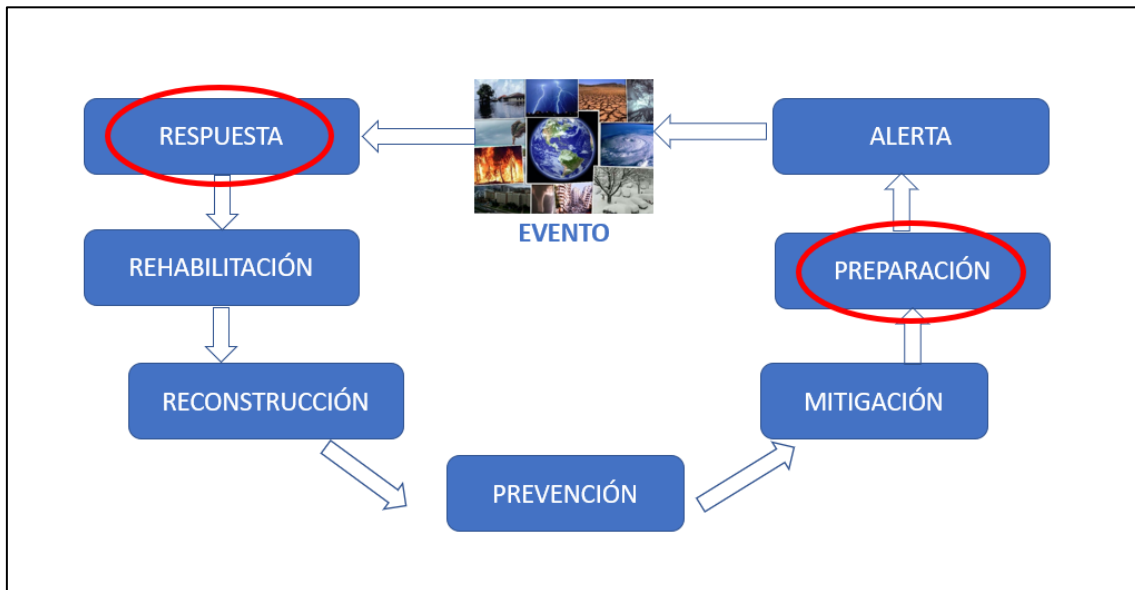 RESPUESTA
ALERTA
EVENTO
REHABILITACIÓN
PREPARACIÓN
RECONSTRUCCIÓN
MITIGACIÓN
PREVENCIÓN